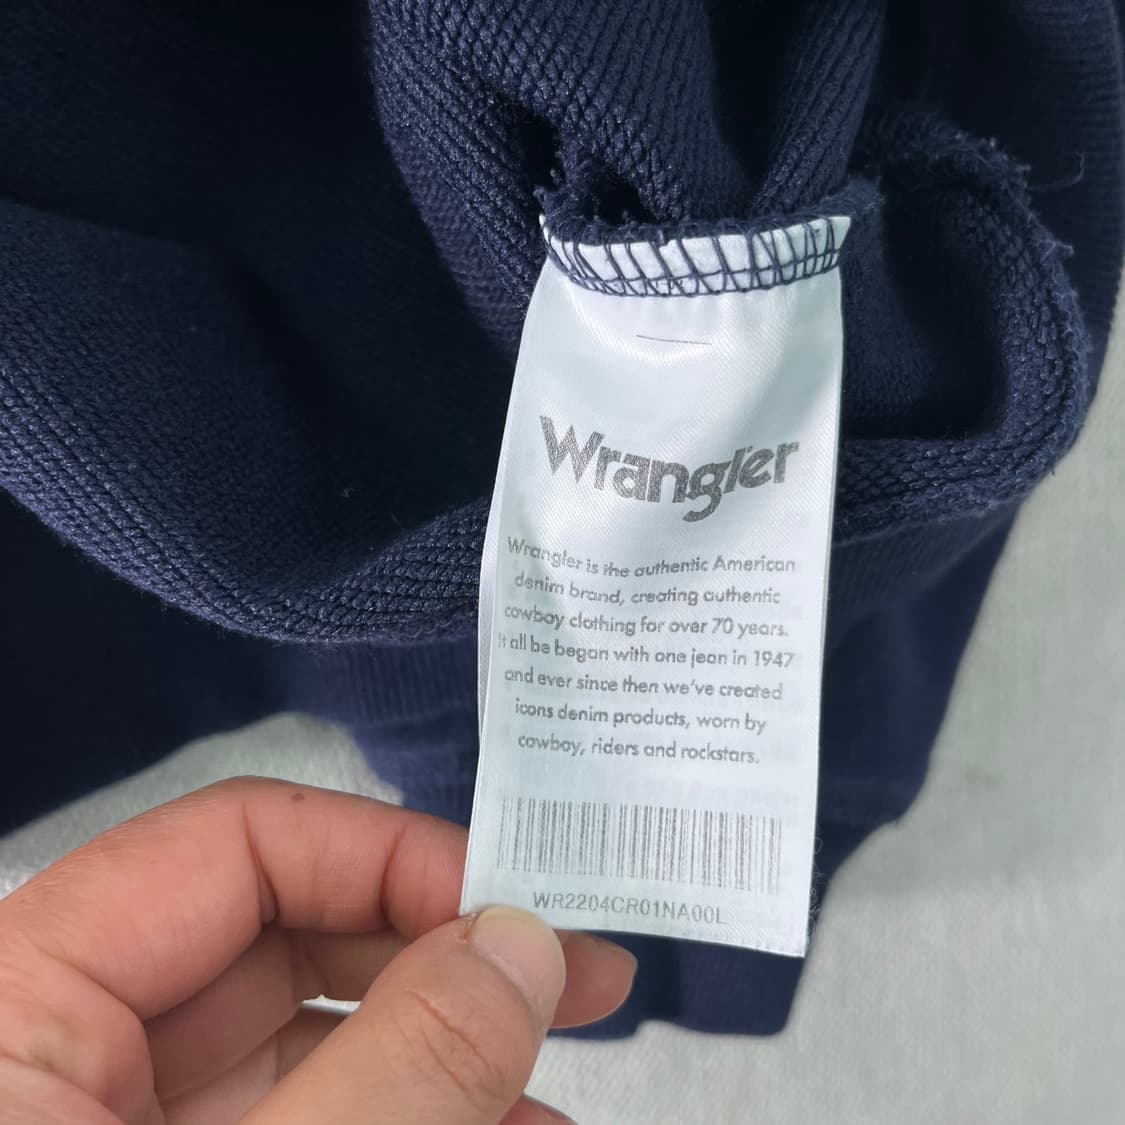 Wrangler
Wrangler is the authentic American
denim brand, creating authentic
cowboy clothing for over 70 years.
It all be began with one jean in 1947
and ever since then we've created
icons denim products, worn by
cowboy, riders and rockstars.
WR2204CR01NA00L